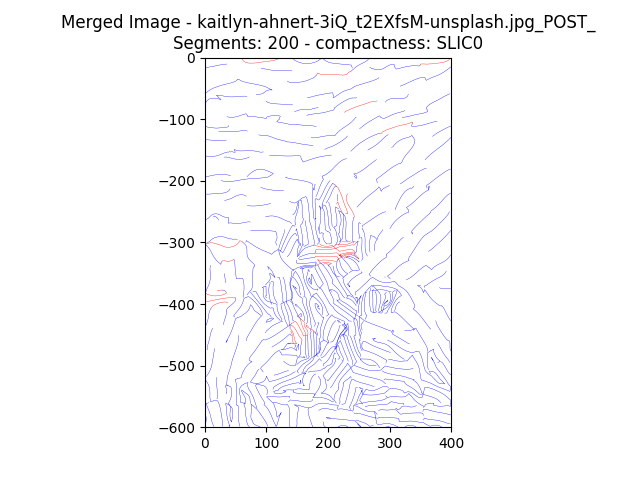 Merged Image - kaitlyn-ahnert-3iQ_t2EXfsM-unsplash.jpg_POST_
Segments: 200 - compactness: SLIC0
0
−100
−200
−300
−400
−500
−600
0 100 200 300 400